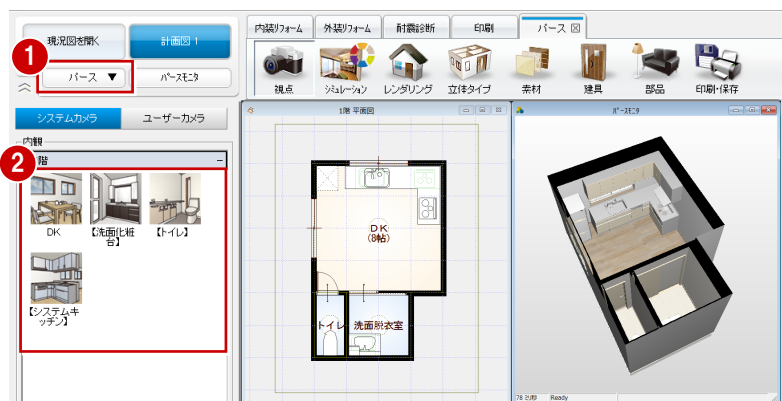 現況図を開く
計画図 1
1
パース ▼
パースモニタ
システムカメラ
ユーザーカメラ
内観
2
階
DK
【洗面化粧台】
【トイレ】
【システムキッチン】
内装リフォーム
外装リフォーム
耐震診断
印刷
パース
視点
シミュレーション
レンダリング
立体タイプ
素材
建具
部品
印刷・保存
1階 平面図
DK
(8帖)
トイレ
洗面脱衣室
パースモニタ
78 ミリ秒
Ready